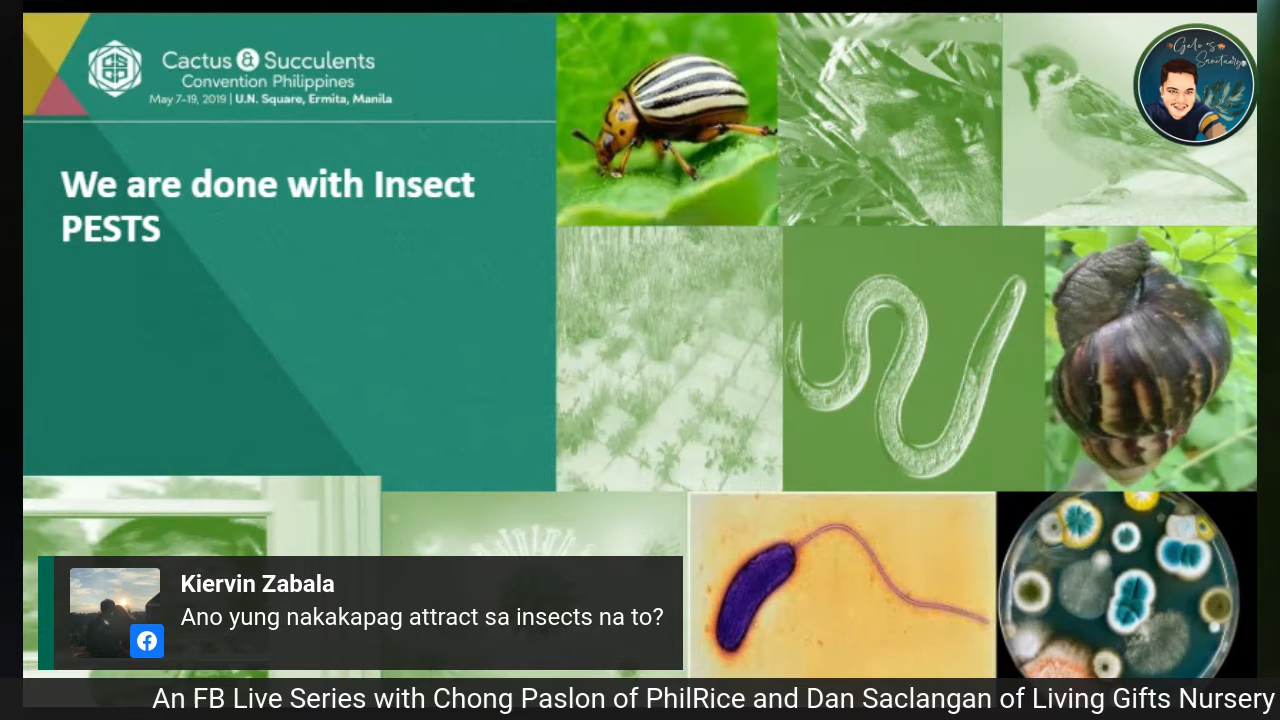 Cactus & Succulents
Convention Philippines
May 7-19, 2019 | U.N. Square, Ermita, Manila
Gelo's
Sanctuary
We are done with Insect
PESTS
Kiervin Zabala
Ano yung nakakapag attract sa insects na to?
An FB Live Series with Chong Paslon of PhilRice and Dan Saclangan of Living Gifts Nursery